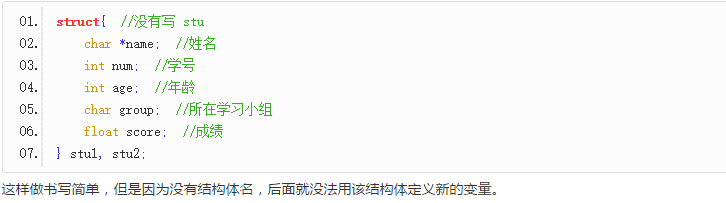 01. struct{  //没有写 stu
02.     char *name;  //姓名
03.     int num;  //学号
04.     int age;  //年龄
05.     char group;  //所在学习小组
06.     float score;  //成绩
07. } stu1, stu2;
这样做书写简单，但是因为没有结构体名，后面就没法用该结构体定义新的变量。